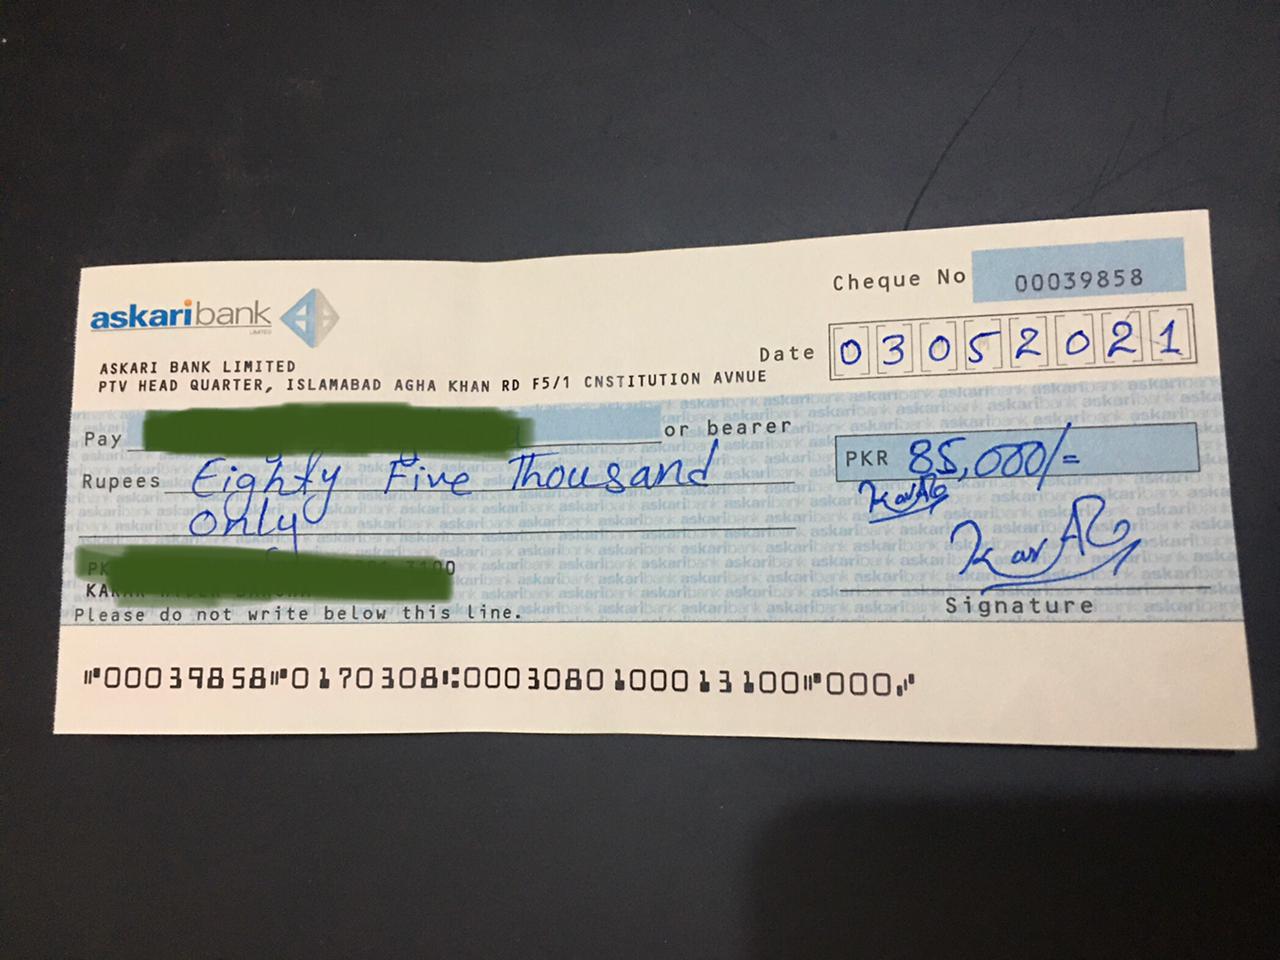 Cheque No 00039858
askaribank
LIMITED
Date 03052021
ASKARI BANK LIMITED
PTV HEAD QUARTER, ISLAMABAD AGHA KHAN RD F5/1 CNSTITUTION AVNUE
Pay or bearer
Rupees Eighty Five Thousand
PKR 85,000/=
Only
Signature
Please do not write below this line.
⑈00039858⑈0170308⑆0003080100013100⑈000⑇